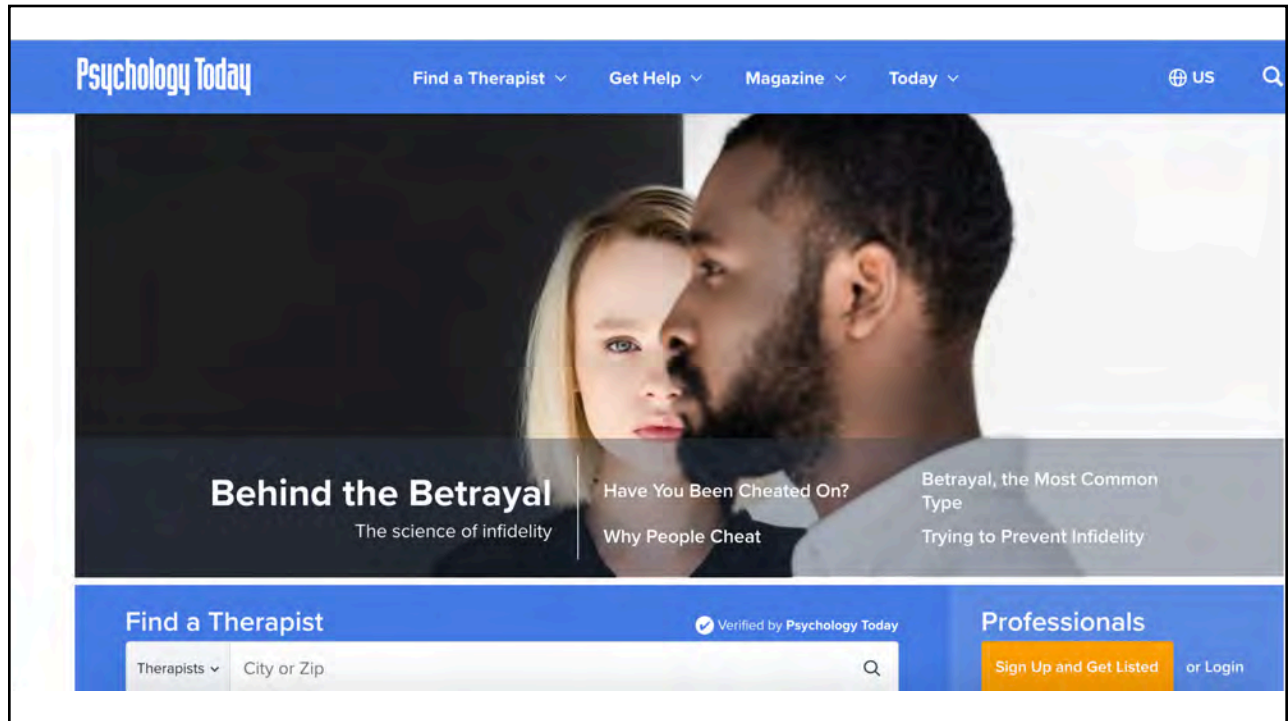 Psychology Today
Find a Therapist
Get Help
Magazine
Today
US
Behind the Betrayal
The science of infidelity
Have You Been Cheated On?
Why People Cheat
Betrayal, the Most Common
Type
Trying to Prevent Infidelity
Find a Therapist
Verified by Psychology Today
Therapists
City or Zip
Professionals
Sign Up and Get Listed
or Login